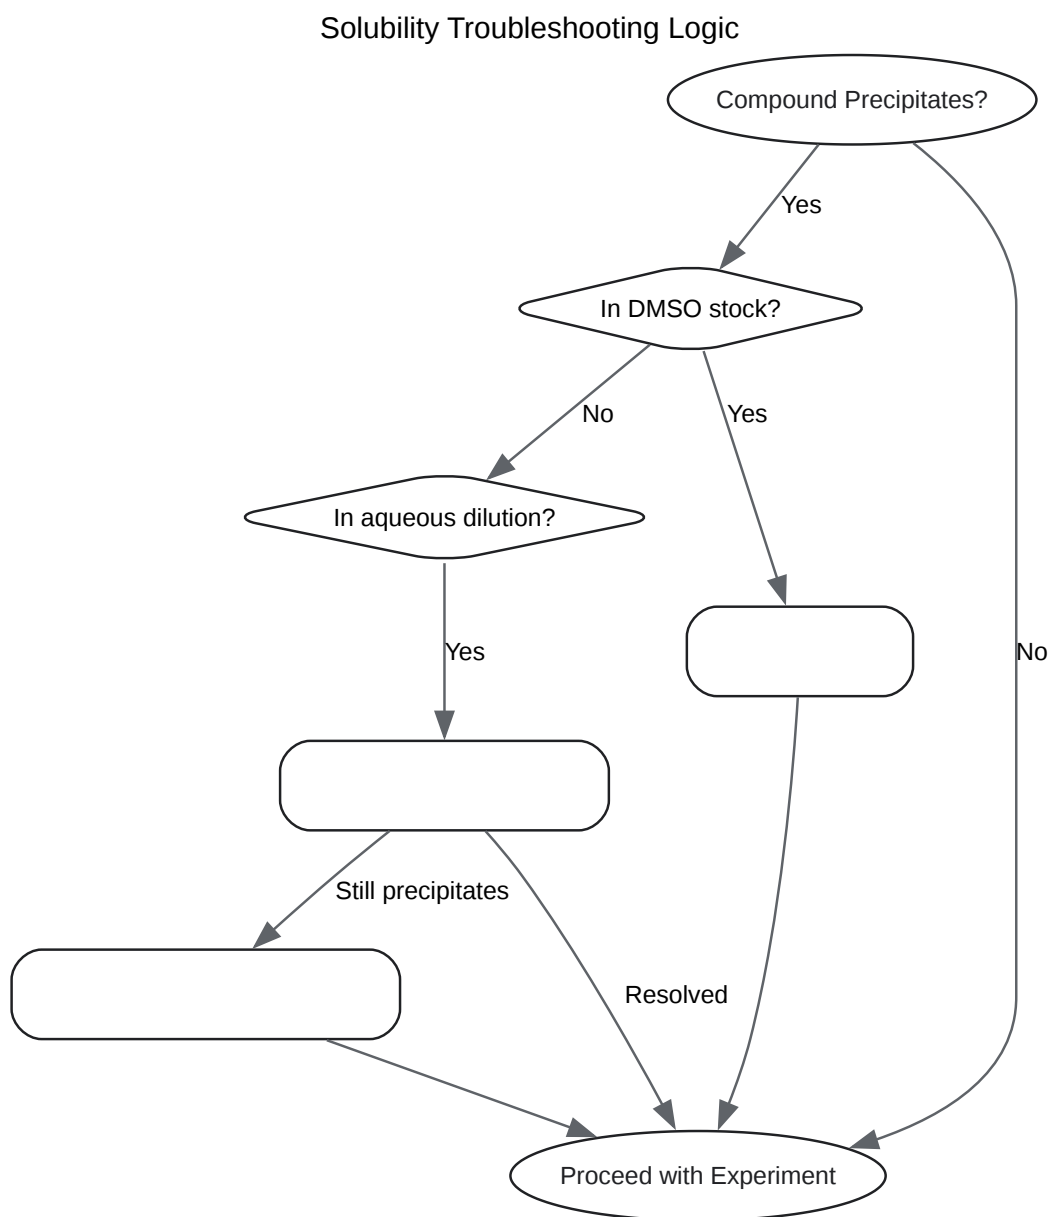 Solubility Troubleshooting Logic
Compound Precipitates?
Yes
In DMSO stock?
No
Yes
In aqueous dilution?
Yes
No
Still precipitates
Resolved
Proceed with Experiment